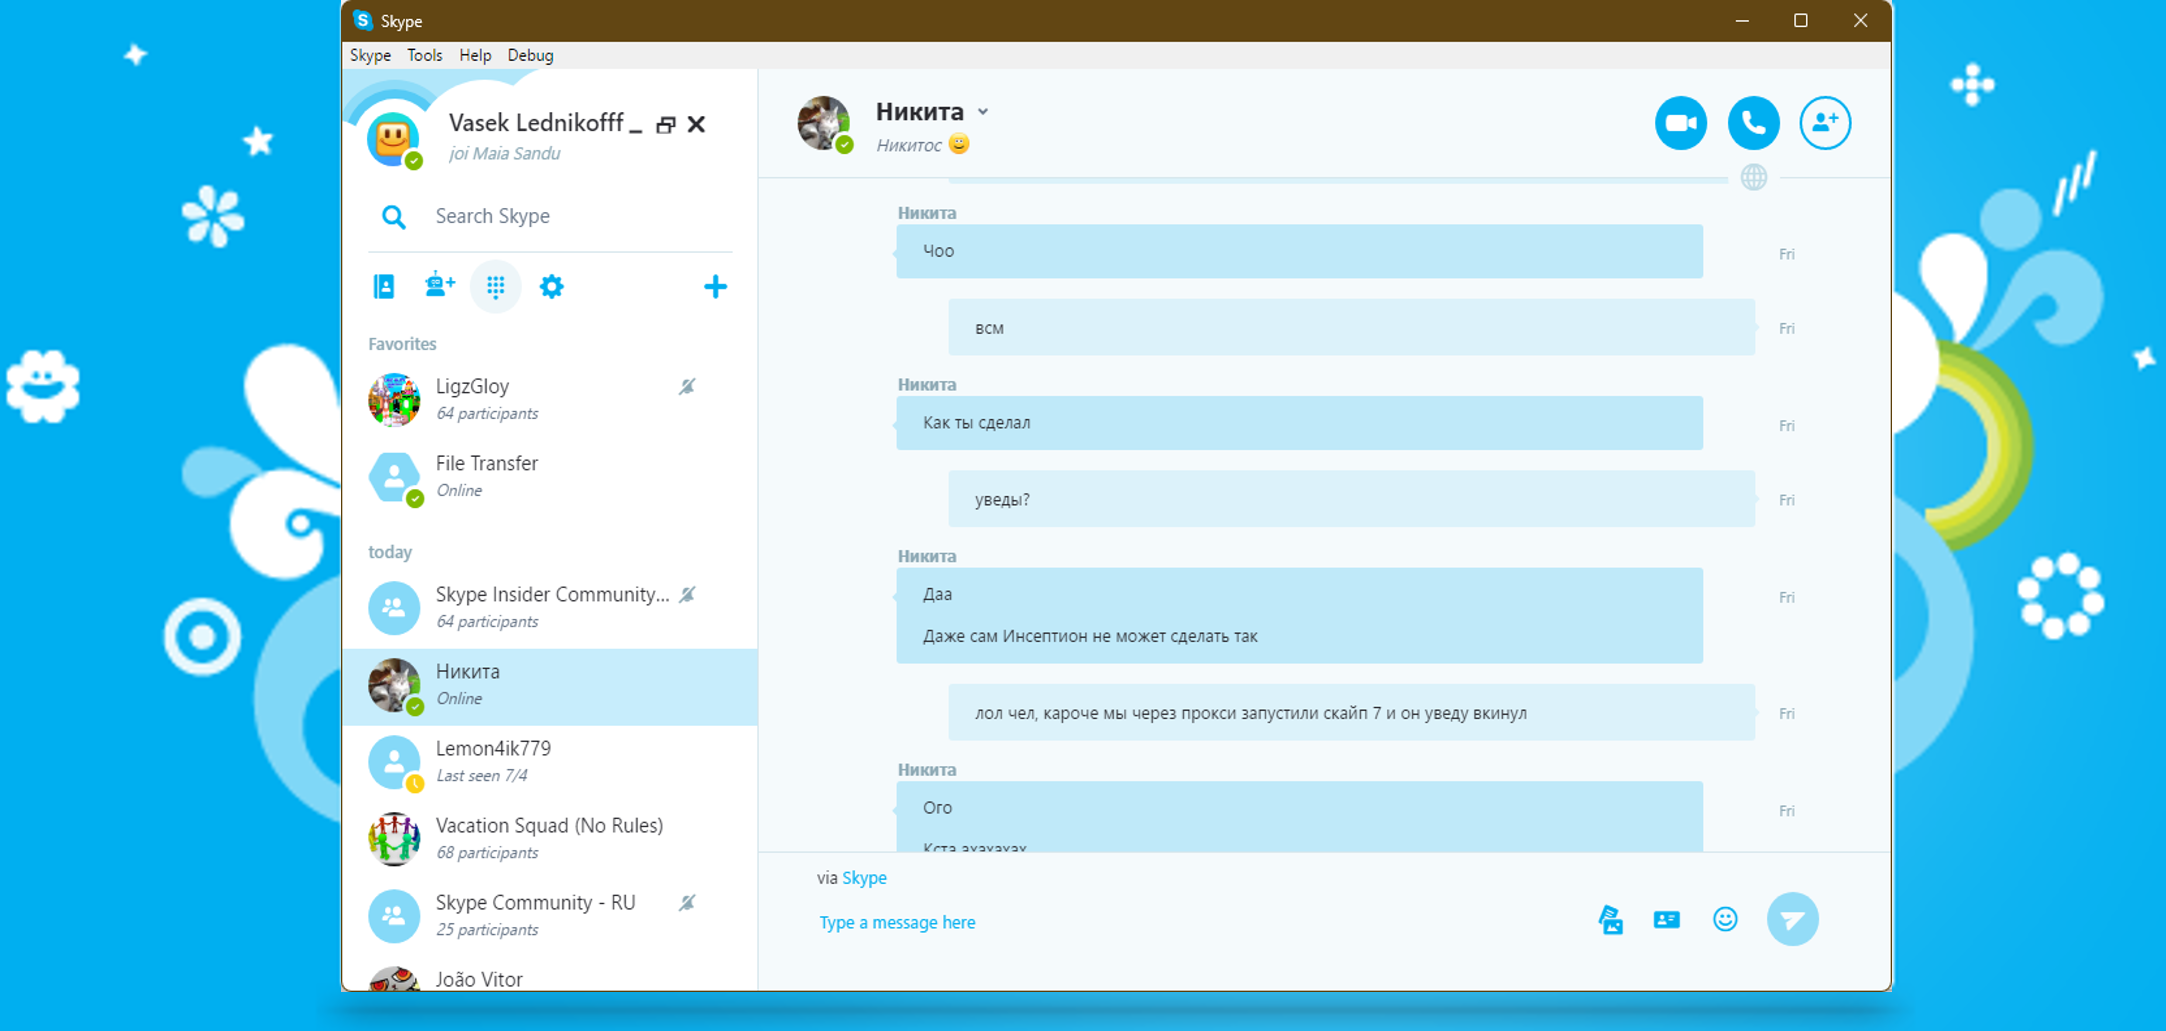 Skype
Skype Tools Help Debug
Vasek Lednikofff
joi Maia Sandu
Search Skype
Favorites
LigzGloy
64 participants
File Transfer
Online
today
Skype Insider Community...
64 participants
Никита
Online
Lemon4ik779
Last seen 7/4
Vacation Squad (No Rules)
68 participants
Skype Community - RU
25 participants
João Vitor
Никита
Никитос
Никита
Чоо
Fri
всм
Fri
Никита
Как ты сделал
Fri
уведы?
Fri
Никита
Даа
Fri
Даже сам Инсептион не может сделать так
лол чел, кароче мы через прокси запустили скайп 7 и он уведу вкинул
Fri
Никита
Ого
Fri
Кста ахахахах
via Skype
Type a message here